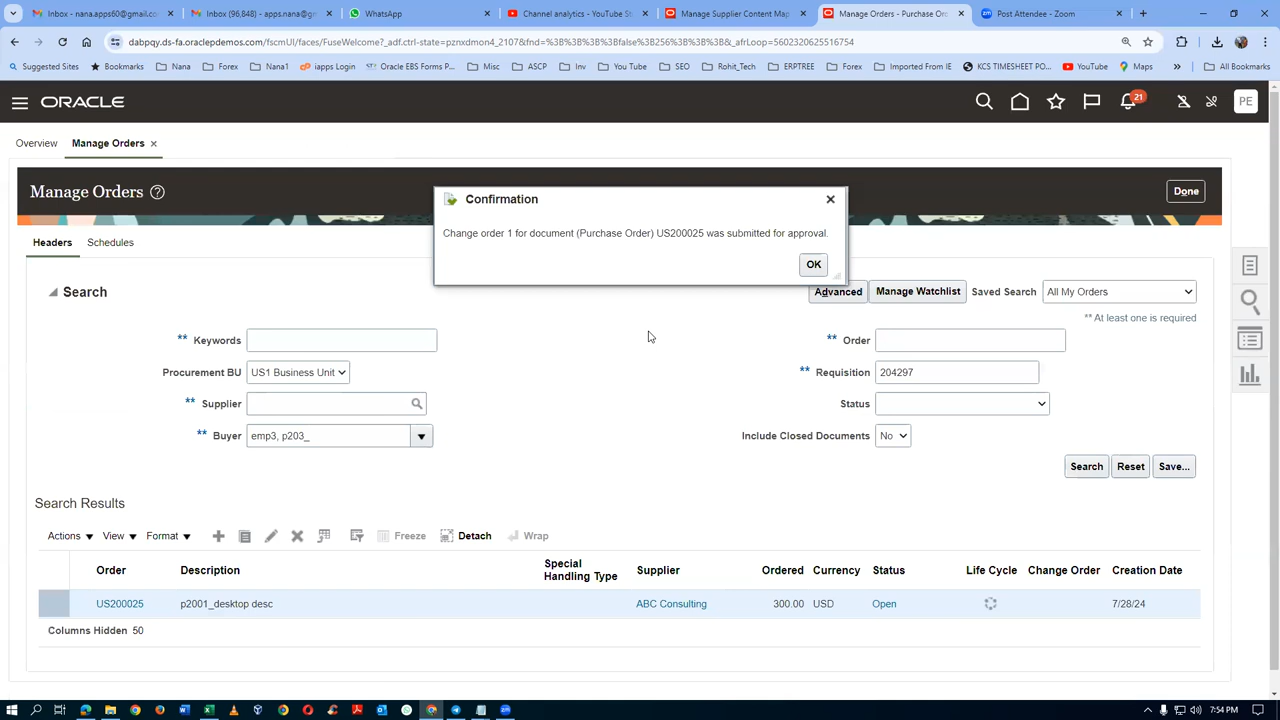 Inbox - nana.apps60@gmail.com
Inbox (96,848) - apps.nana@gm
WhatsApp
Channel analytics - YouTube St
Manage Supplier Content Map
Manage Orders - Purchase Ord
Post Attendee - Zoom
dabpqy.ds-fa.oraclepdemos.com/fscmUI/faces/FuseWelcome?_adf.ctrl-state=pznxdmon4_2107&fnd=%3B%3B%3B%3Bfalse%3B256%3B%3B%3B&_afrLoop=5602320625516754
Suggested Sites
Bookmarks
Nana
Forex
Nana1
iapps Login
Oracle EBS Forms P...
Misc
ASCP
Inv
You Tube
SEO
Rohit_Tech
ERPTREE
Forex
Imported From IE
KCS TIMESHEET PO...
YouTube
Maps
»
All Bookmarks
ORACLE
21
PE
Overview
Manage Orders
Manage Orders
Done
Confirmation
Change order 1 for document (Purchase Order) US200025 was submitted for approval.
OK
Headers
Schedules
Search
Advanced
Manage Watchlist
Saved Search
All My Orders
** At least one is required
** Keywords
** Order
Procurement BU
US1 Business Unit
** Requisition
204297
** Supplier
Status
** Buyer
emp3, p203_
Include Closed Documents
No
Search
Reset
Save...
Search Results
Actions
View
Format
Freeze
Detach
Wrap
Order
Description
Special Handling Type
Supplier
Ordered
Currency
Status
Life Cycle
Change Order
Creation Date
US200025
p2001_desktop desc
ABC Consulting
300.00
USD
Open
7/28/24
Columns Hidden 50
7:54 PM